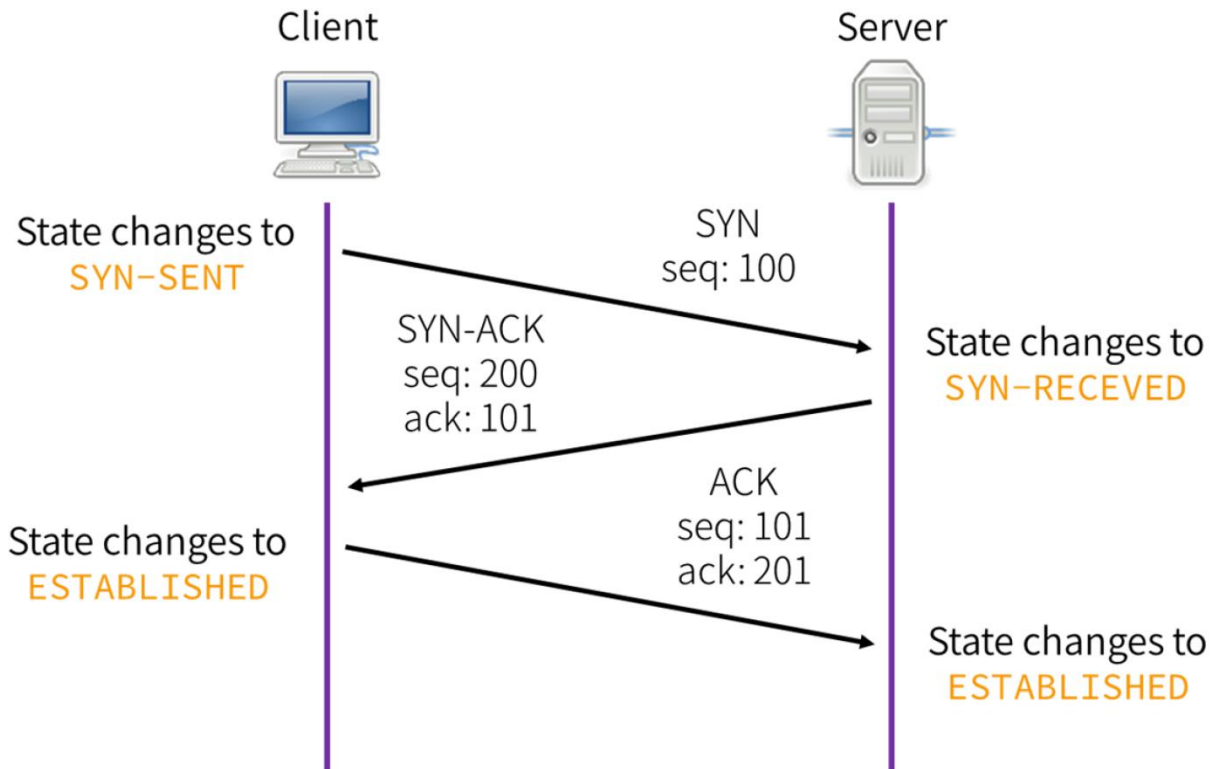 Client
Server
State changes to
SYN-SENT
SYN
seq: 100
SYN-ACK
seq: 200
ack: 101
State changes to
SYN-RECEVED
ACK
seq: 101
ack: 201
State changes to
ESTABLISHED
State changes to
ESTABLISHED